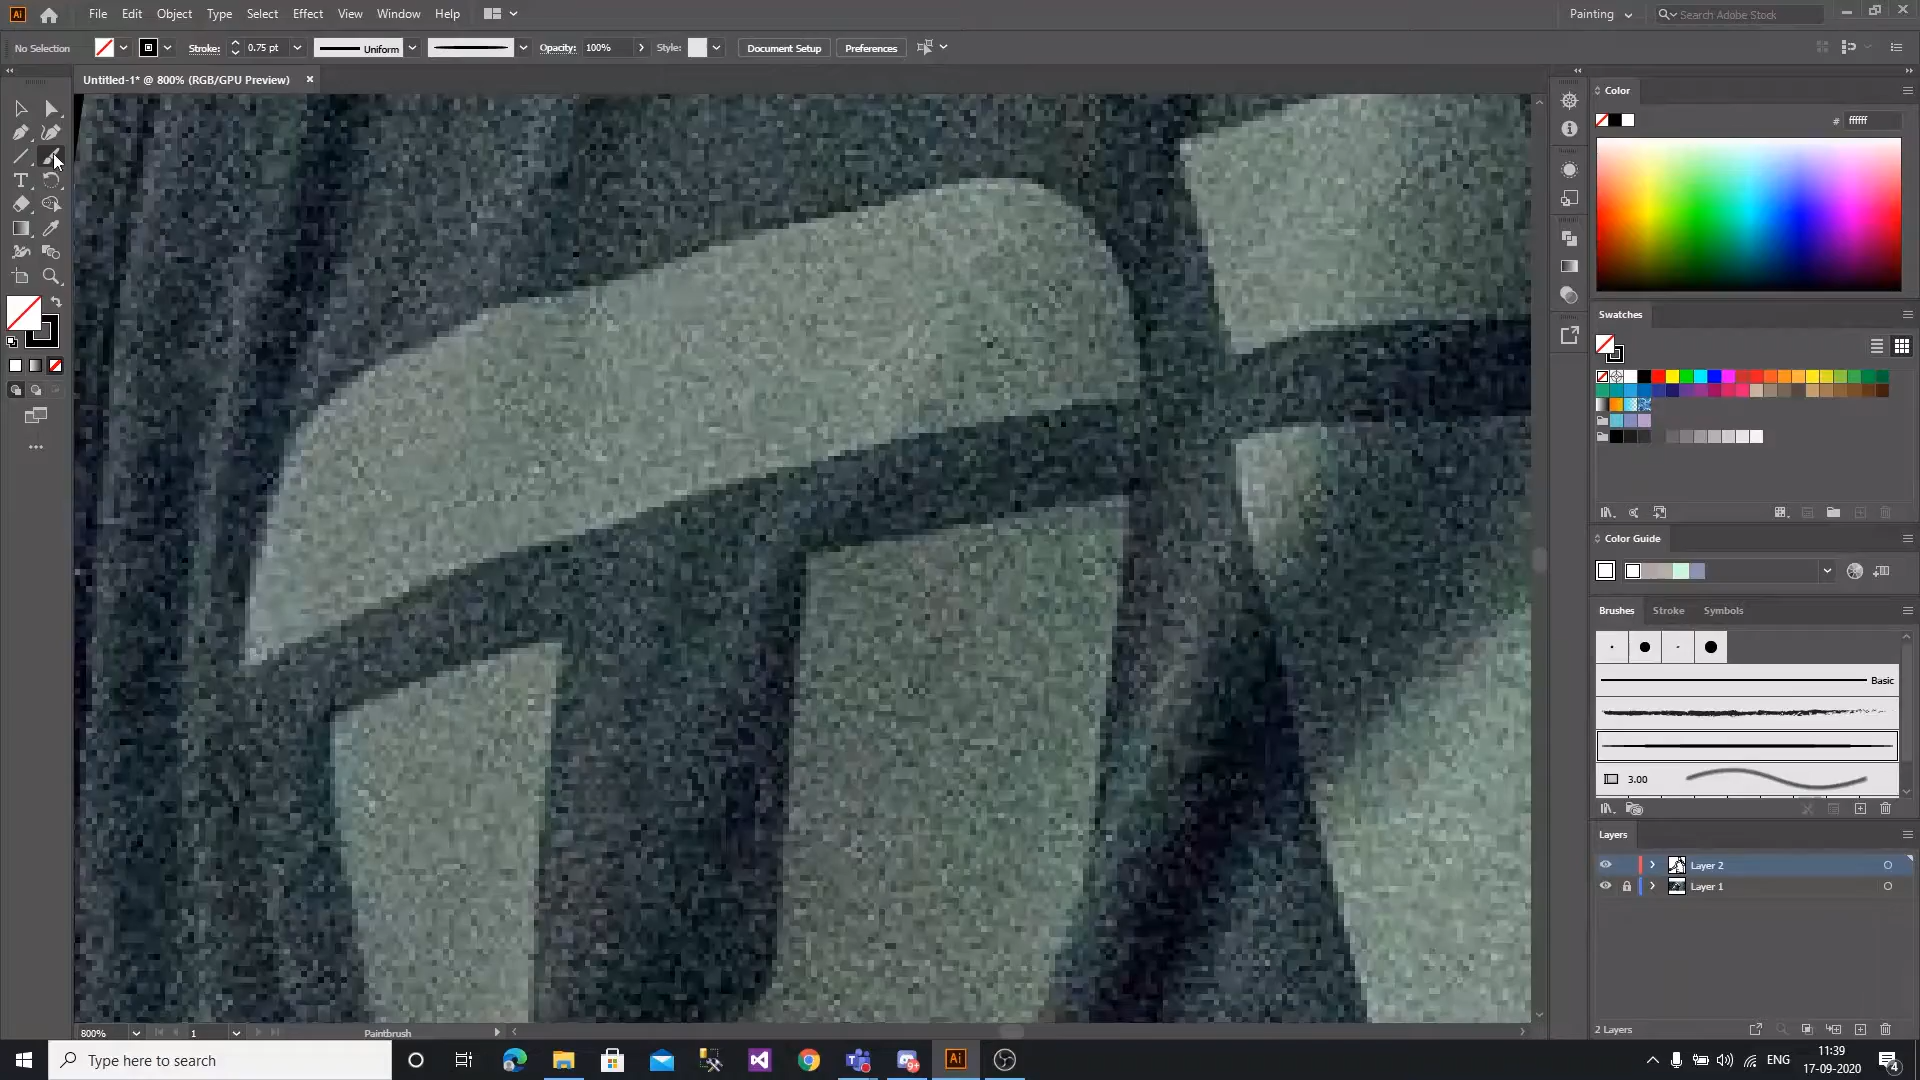 Ai File Edit Object Type Select Effect View Window Help Painting Search Adobe Stock
No Selection Stroke: 0.75 pt Uniform Opacity: 100% Style: Document Setup Preferences
Untitled-1* @ 800% (RGB/GPU Preview)
Color
# ffffff
Swatches
Color Guide
Brushes Stroke Symbols
Basic
3.00
Layers
Layer 2
Layer 1
2 Layers
800% 1 Paintbrush
Type here to search
9+
Ai
ENG
11:39
17-09-2020
4